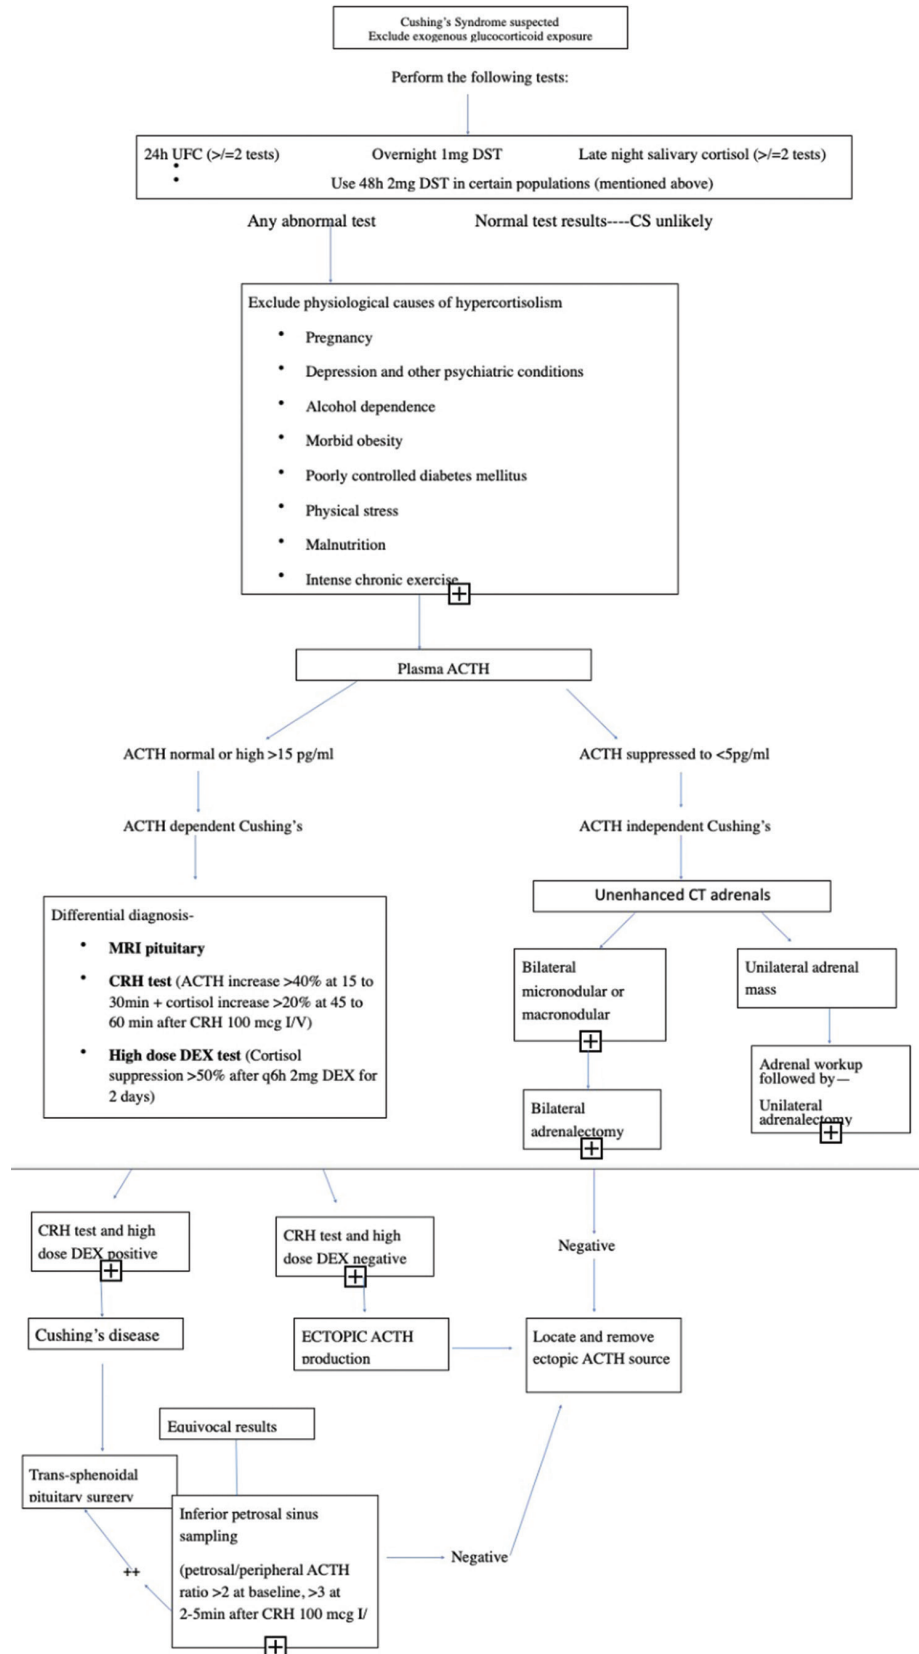 Cushing's Syndrome suspected
Exclude exogenous glucocorticoid exposure
Perform the following tests:
24h UFC (>/=2 tests) Overnight 1mg DST Late night salivary cortisol (>/=2 tests)
•
• Use 48h 2mg DST in certain populations (mentioned above)
Any abnormal test Normal test results----CS unlikely
Exclude physiological causes of hypercortisolism
• Pregnancy
• Depression and other psychiatric conditions
• Alcohol dependence
• Morbid obesity
• Poorly controlled diabetes mellitus
• Physical stress
• Malnutrition
• Intense chronic exercise
Plasma ACTH
ACTH normal or high >15 pg/ml
ACTH suppressed to <5pg/ml
ACTH dependent Cushing's
ACTH independent Cushing's
Unenhanced CT adrenals
Differential diagnosis-
• MRI pituitary
• CRH test (ACTH increase >40% at 15 to
30min + cortisol increase >20% at 45 to
60 min after CRH 100 mcg I/V)
• High dose DEX test (Cortisol
suppression >50% after q6h 2mg DEX for
2 days)
Bilateral
micronodular or
macronodular
Unilateral adrenal
mass
Bilateral
adrenalectomy
Adrenal workup
followed by—
Unilateral
adrenalectomy
CRH test and high
dose DEX positive
CRH test and high
dose DEX negative
Negative
Cushing's disease
ECTOPIC ACTH
production
Locate and remove
ectopic ACTH source
Equivocal results
Trans-sphenoidal
pituitary surgery
Inferior petrosal sinus
sampling
(petrosal/peripheral ACTH
ratio >2 at baseline, >3 at
2-5min after CRH 100 mcg I/
++
Negative